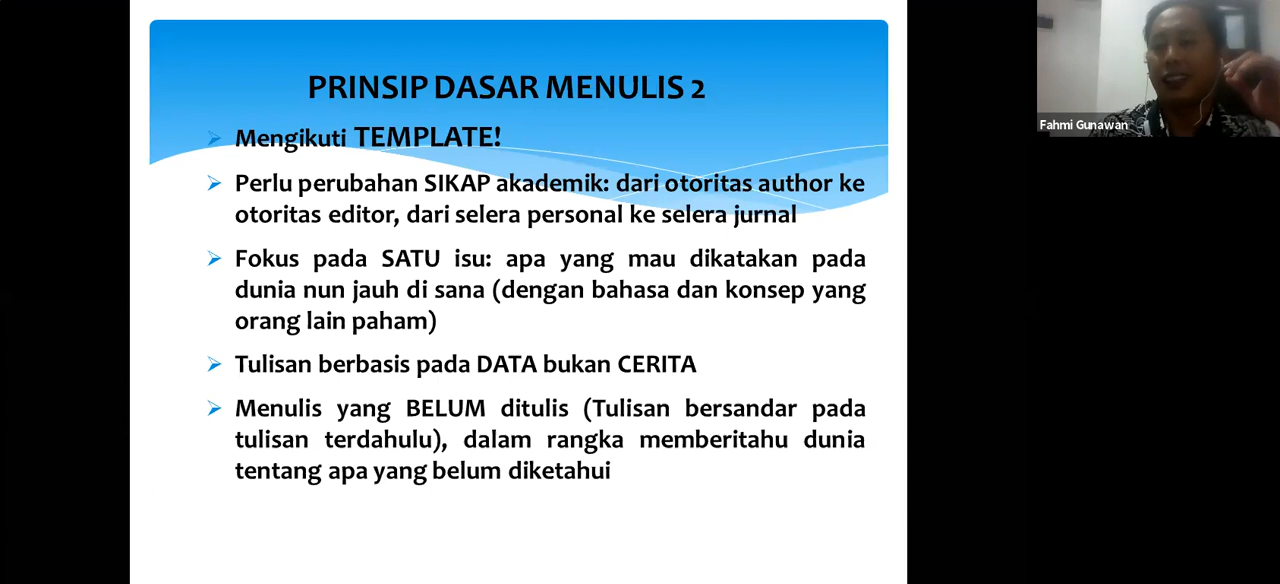 PRINSIP DASAR MENULIS 2
Mengikuti TEMPLATE!
Perlu perubahan SIKAP akademik: dari otoritas author ke
otoritas editor, dari selera personal ke selera jurnal
Fokus pada SATU isu: apa yang mau dikatakan pada
dunia nun jauh di sana (dengan bahasa dan konsep yang
orang lain paham)
Tulisan berbasis pada DATA bukan CERITA
Menulis yang BELUM ditulis (Tulisan bersandar pada
tulisan terdahulu), dalam rangka memberitahu dunia
tentang apa yang belum diketahui
Fahmi Gunawan